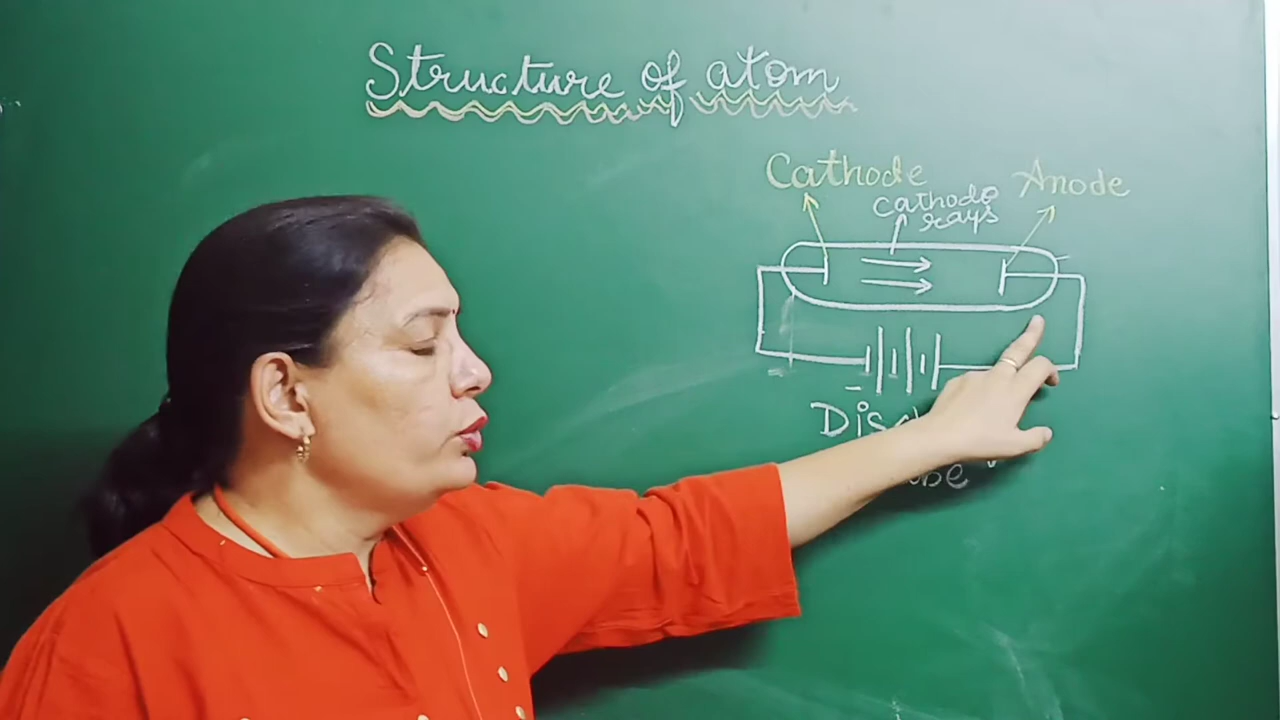 Structure of atom
Cathode
Anode
Cathode
rays
-